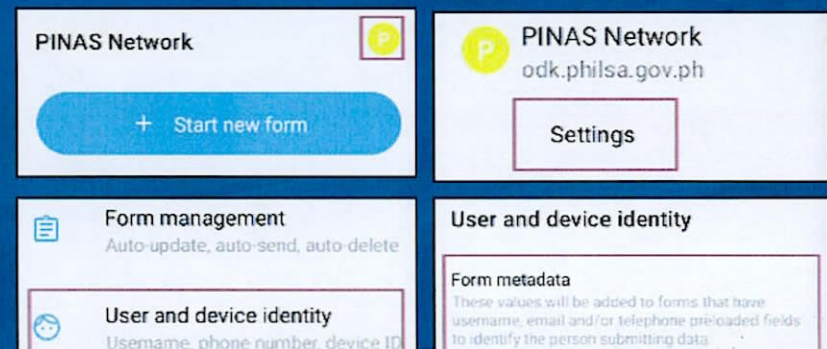 PINAS Network
P
+ Start new form
P
PINAS Network
odk.philsa.gov.ph
Settings
Form management
Auto-update, auto-send, auto-delete
User and device identity
Username, phone number, device ID
User and device identity
Form metadata
These values will be added to forms that have
username, email and/or telephone preloaded fields
to identify the person submitting data